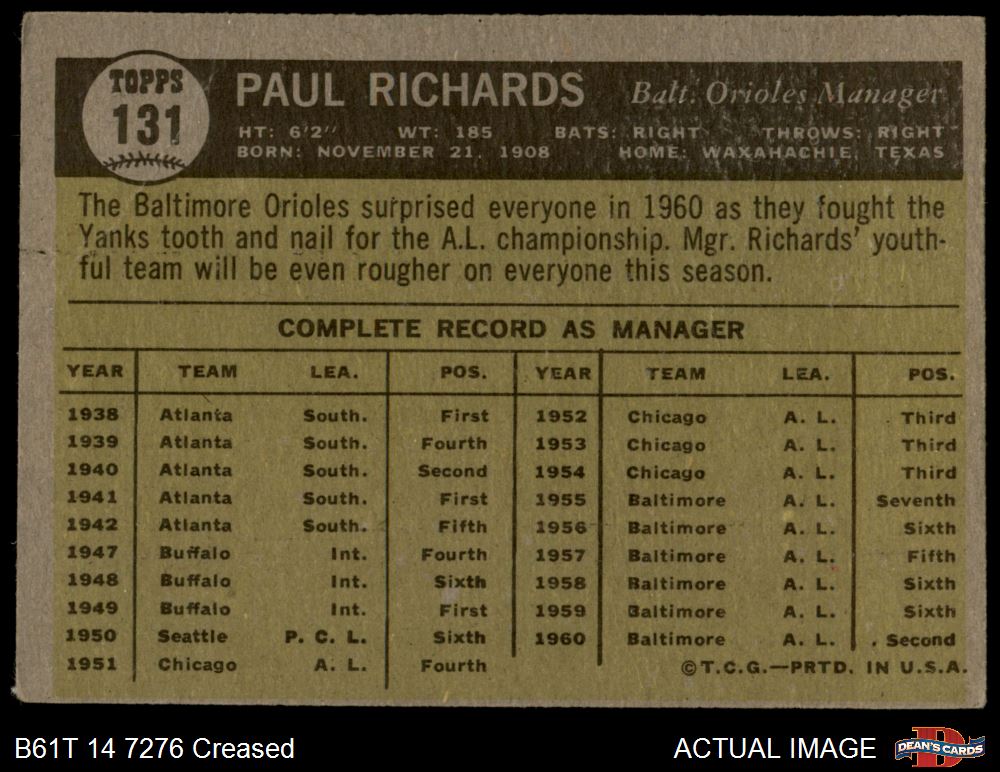 TOPPS
131
PAUL RICHARDS Balt. Orioles Manager
HT: 6'2" WT: 185 BATS: RIGHT THROWS: RIGHT
BORN: NOVEMBER 21, 1908 HOME: WAXAHACHIE, TEXAS
The Baltimore Orioles surprised everyone in 1960 as they fought the
Yanks tooth and nail for the A.L. championship. Mgr. Richards' youth-
ful team will be even rougher on everyone this season.
COMPLETE RECORD AS MANAGER
YEAR TEAM LEA. POS. YEAR TEAM LEA. POS.
1938 Atlanta South. First 1952 Chicago A. L. Third
1939 Atlanta South. Fourth 1953 Chicago A. L. Third
1940 Atlanta South. Second 1954 Chicago A. L. Third
1941 Atlanta South. First 1955 Baltimore A. L. Seventh
1942 Atlanta South. Fifth 1956 Baltimore A. L. Sixth
1947 Buffalo Int. Fourth 1957 Baltimore A. L. Fifth
1948 Buffalo Int. Sixth 1958 Baltimore A. L. Sixth
1949 Buffalo Int. First 1959 Baltimore A. L. Sixth
1950 Seattle P. C. L. Sixth 1960 Baltimore A. L. Second
1951 Chicago A. L. Fourth ©T.C.G.—PRTD. IN U.S.A.
B61T 14 7276 Creased ACTUAL IMAGE DEAN'S CARDS